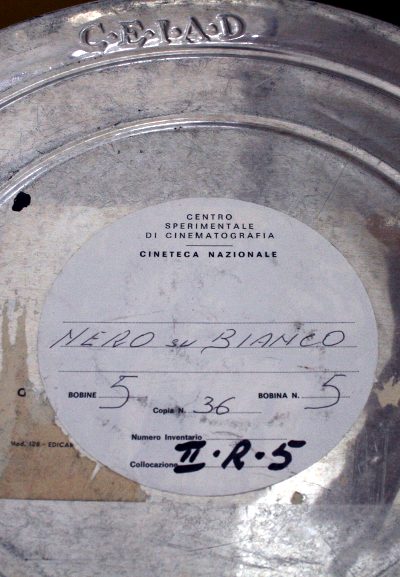 C·E·I·A·D
CENTRO
SPERIMENTALE
DI CINEMATOGRAFIA
CINETECA NAZIONALE
NERO su BIANCO
BOBINE 5 BOBINA N. 5
Copia N. 36
Numero Inventario
Collocazione II·R·5
Mod. 128 - EDICAR